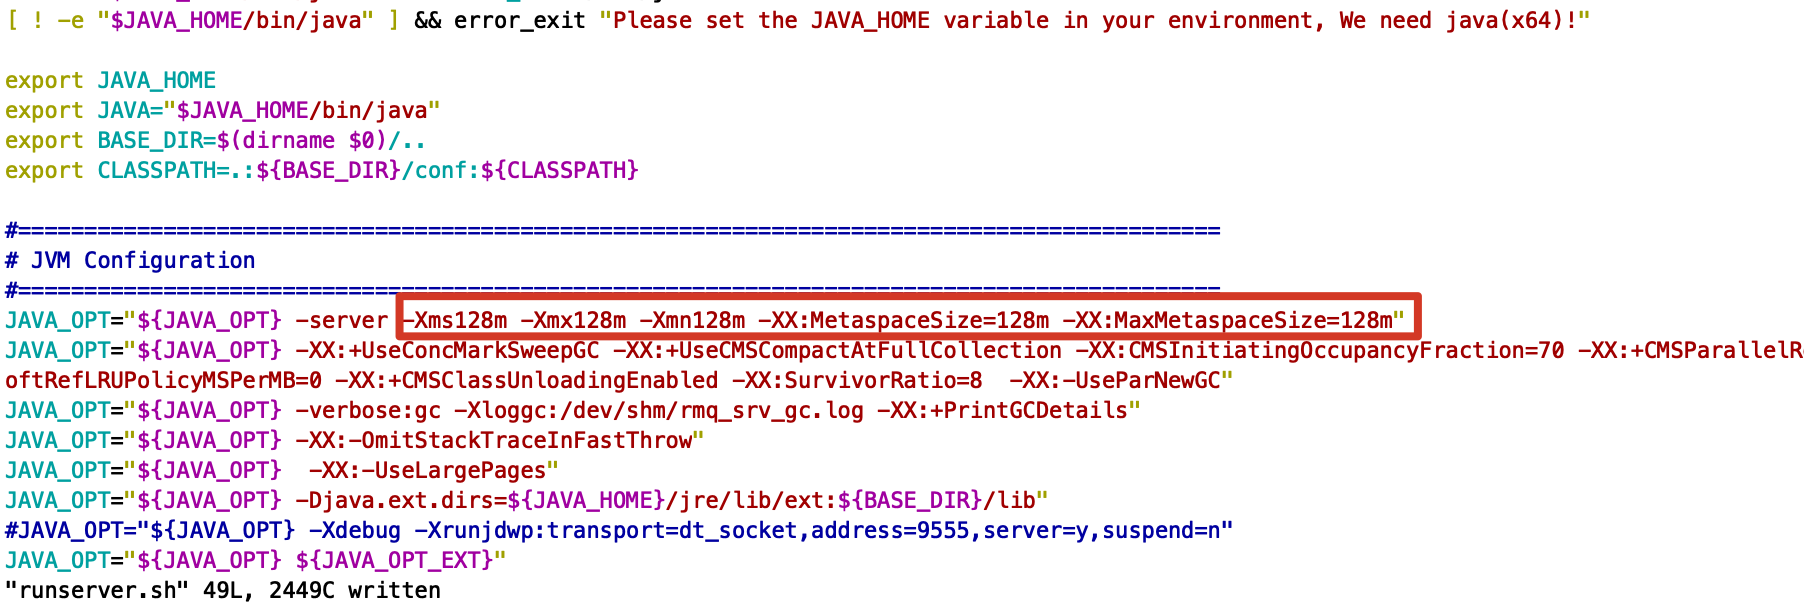 [ ! -e "$JAVA_HOME/bin/java" ] && error_exit "Please set the JAVA_HOME variable in your environment, We need java(x64)!"
export JAVA_HOME
export JAVA="$JAVA_HOME/bin/java"
export BASE_DIR=$(dirname $0)/..
export CLASSPATH=.:${BASE_DIR}/conf:${CLASSPATH}
#===========================================================================================
# JVM Configuration
#===========================================================================================
JAVA_OPT="${JAVA_OPT} -server -Xms128m -Xmx128m -Xmn128m -XX:MetaspaceSize=128m -XX:MaxMetaspaceSize=128m"
JAVA_OPT="${JAVA_OPT} -XX:+UseConcMarkSweepGC -XX:+UseCMSCompactAtFullCollection -XX:CMSInitiatingOccupancyFraction=70 -XX:+CMSParallelR
oftRefLRUPolicyMSPerMB=0 -XX:+CMSClassUnloadingEnabled -XX:SurvivorRatio=8  -XX:-UseParNewGC"
JAVA_OPT="${JAVA_OPT} -verbose:gc -Xloggc:/dev/shm/rmq_srv_gc.log -XX:+PrintGCDetails"
JAVA_OPT="${JAVA_OPT} -XX:-OmitStackTraceInFastThrow"
JAVA_OPT="${JAVA_OPT}  -XX:-UseLargePages"
JAVA_OPT="${JAVA_OPT} -Djava.ext.dirs=${JAVA_HOME}/jre/lib/ext:${BASE_DIR}/lib"
#JAVA_OPT="${JAVA_OPT} -Xdebug -Xrunjdwp:transport=dt_socket,address=9555,server=y,suspend=n"
JAVA_OPT="${JAVA_OPT} ${JAVA_OPT_EXT}"
"runserver.sh" 49L, 2449C written